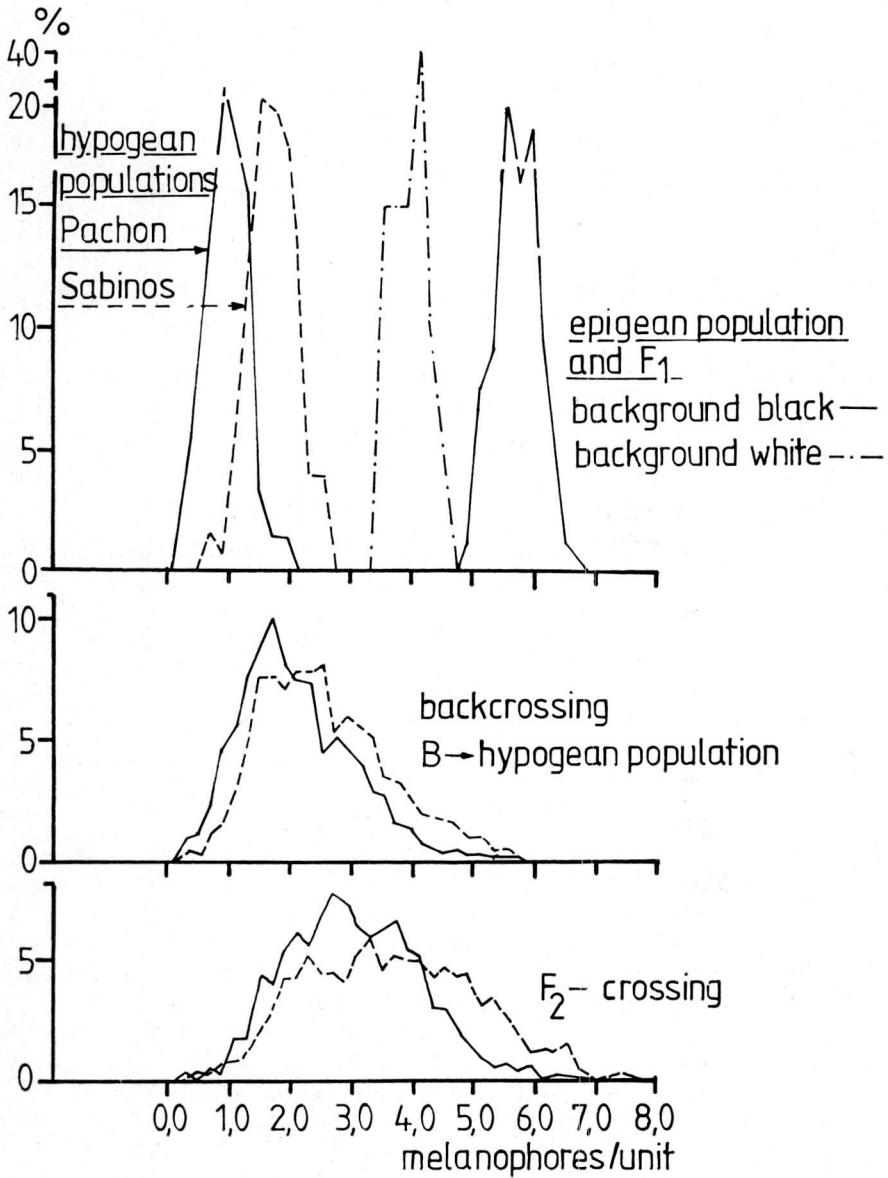 %
40
20
15
10
5
0
hypogean
populations
Pachon
Sabinos
epigean population
and F₁
background black —
background white -·-
10
5
0
backcrossing
B→hypogean population
5
0
F₂- crossing
0,0 1,0 2,0 3,0 4,0 5,0 6,0 7,0 8,0
melanophores/unit